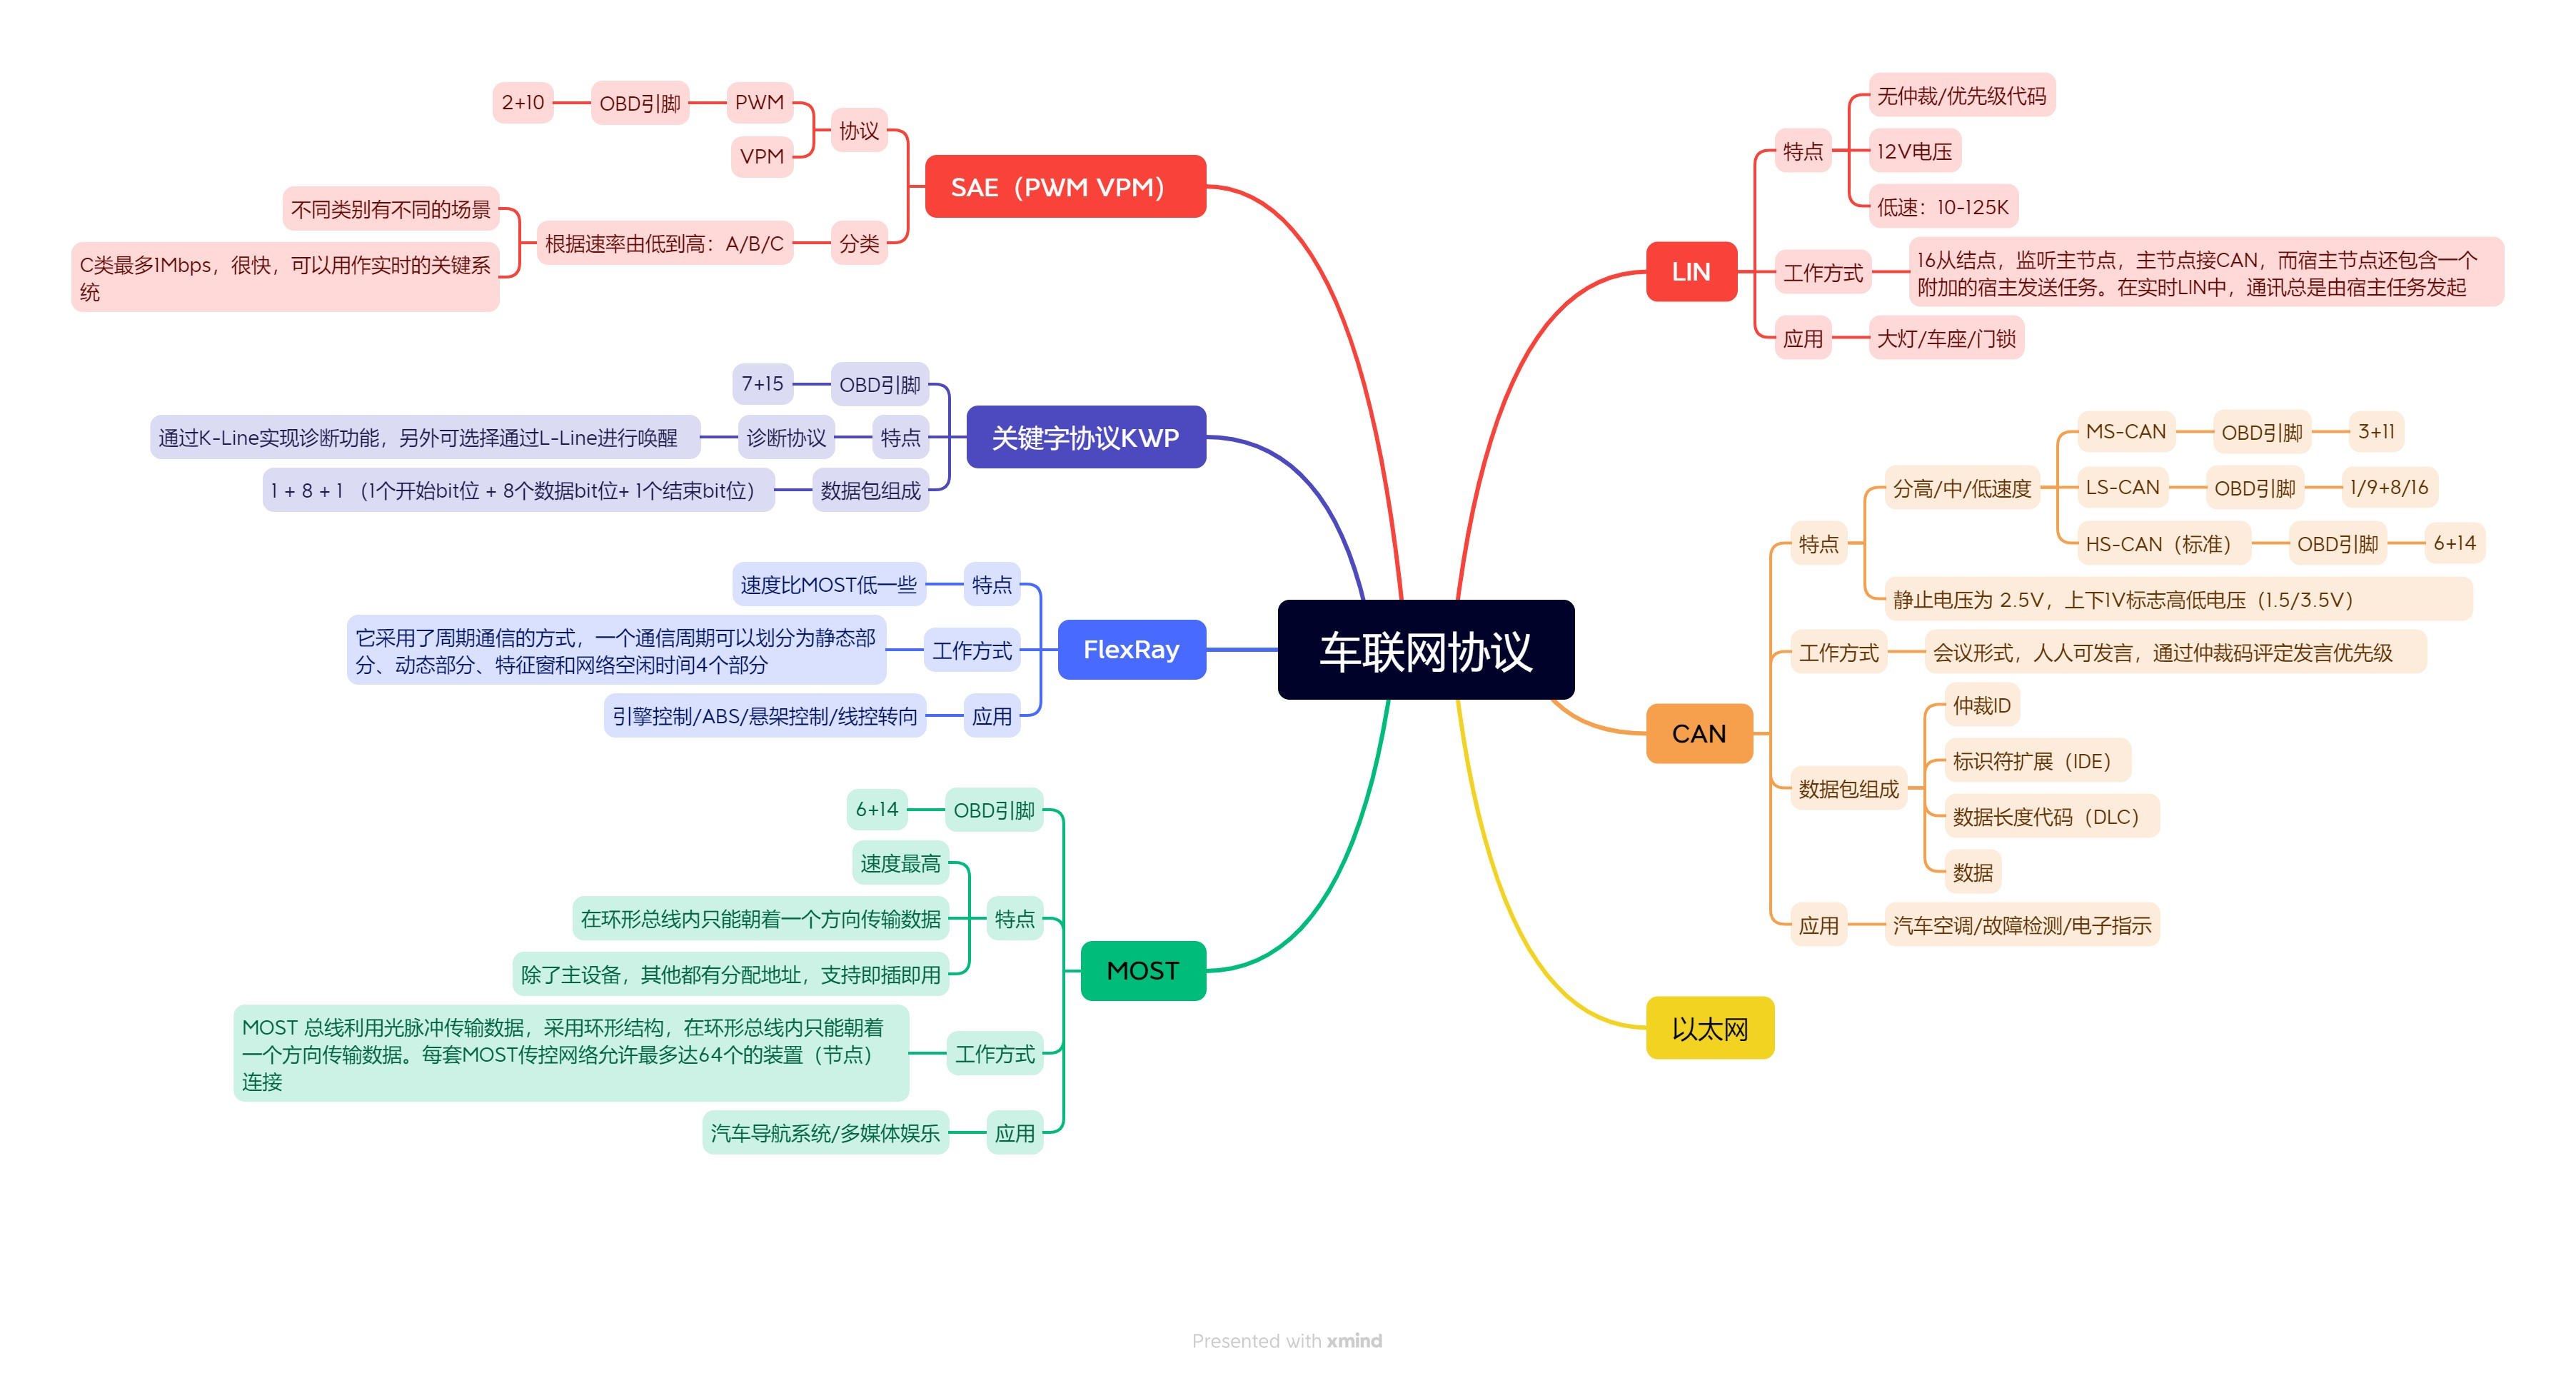 车联网协议
LIN
特点
无仲裁/优先级代码
12V电压
低速：10-125K
工作方式
16从结点，监听主节点，主节点接CAN，而宿主节点还包含一个
附加的宿主发送任务。在实时LIN中，通讯总是由宿主任务发起
应用
大灯/车座/门锁
CAN
特点
分高/中/低速度
MS-CAN
OBD引脚
3+11
LS-CAN
OBD引脚
1/9+8/16
HS-CAN（标准）
OBD引脚
6+14
静止电压为 2.5V，上下1V标志高低电压（1.5/3.5V）
工作方式
会议形式，人人可发言，通过仲裁码评定发言优先级
数据包组成
仲裁ID
标识符扩展（IDE）
数据长度代码（DLC）
数据
应用
汽车空调/故障检测/电子指示
以太网
SAE（PWM VPM）
协议
PWM
OBD引脚
2+10
VPM
分类
根据速率由低到高：A/B/C
不同类别有不同的场景
C类最多1Mbps，很快，可以用作实时的关键系
统
关键字协议KWP
OBD引脚
7+15
特点
诊断协议
通过K-Line实现诊断功能，另外可选择通过L-Line进行唤醒
数据包组成
1 + 8 + 1 （1个开始bit位 + 8个数据bit位+ 1个结束bit位）
FlexRay
特点
速度比MOST低一些
工作方式
它采用了周期通信的方式，一个通信周期可以划分为静态部
分、动态部分、特征窗和网络空闲时间4个部分
应用
引擎控制/ABS/悬架控制/线控转向
MOST
OBD引脚
6+14
特点
速度最高
在环形总线内只能朝着一个方向传输数据
除了主设备，其他都有分配地址，支持即插即用
工作方式
MOST 总线利用光脉冲传输数据，采用环形结构，在环形总线内只能朝着
一个方向传输数据。每套MOST传控网络允许最多达64个的装置（节点）
连接
应用
汽车导航系统/多媒体娱乐
Presented with xmind